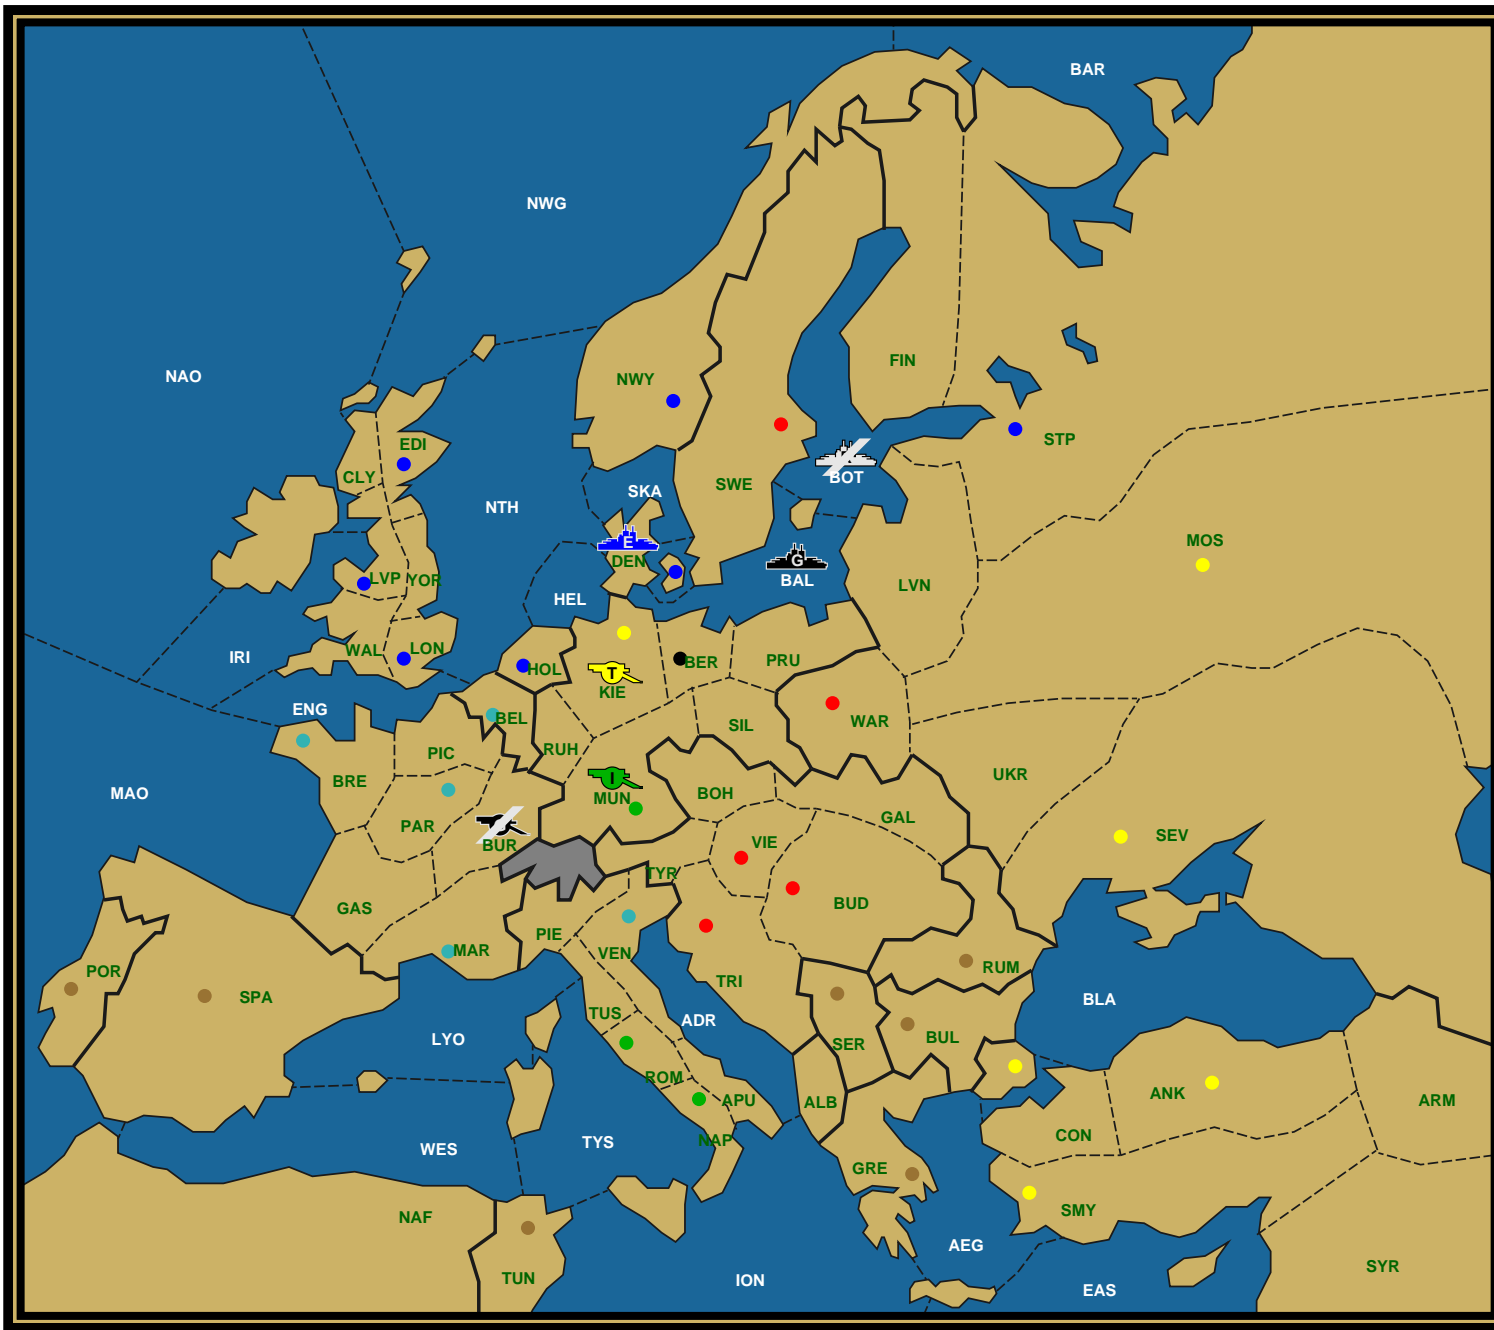 BAR
NWG
NAO
FIN
NWY
EDI
STP
CLY
SWE
BOT
SKA
NTH
MOS
E
DEN
G
BAL
LVP
YOR
LVN
HEL
WAL
LON
IRI
HOL
T
KIE
BER
PRU
ENG
BEL
WAR
SIL
PIC
RUH
UKR
BRE
MAO
I
MUN
BOH
GAL
PAR
BUR
VIE
SEV
TYR
BUD
GAS
PIE
VEN
MAR
POR
SPA
TRI
RUM
BLA
TUS
ADR
LYO
SER
BUL
ROM
APU
ALB
ANK
ARM
CON
NAP
TYS
WES
GRE
SMY
NAF
AEG
SYR
TUN
ION
EAS